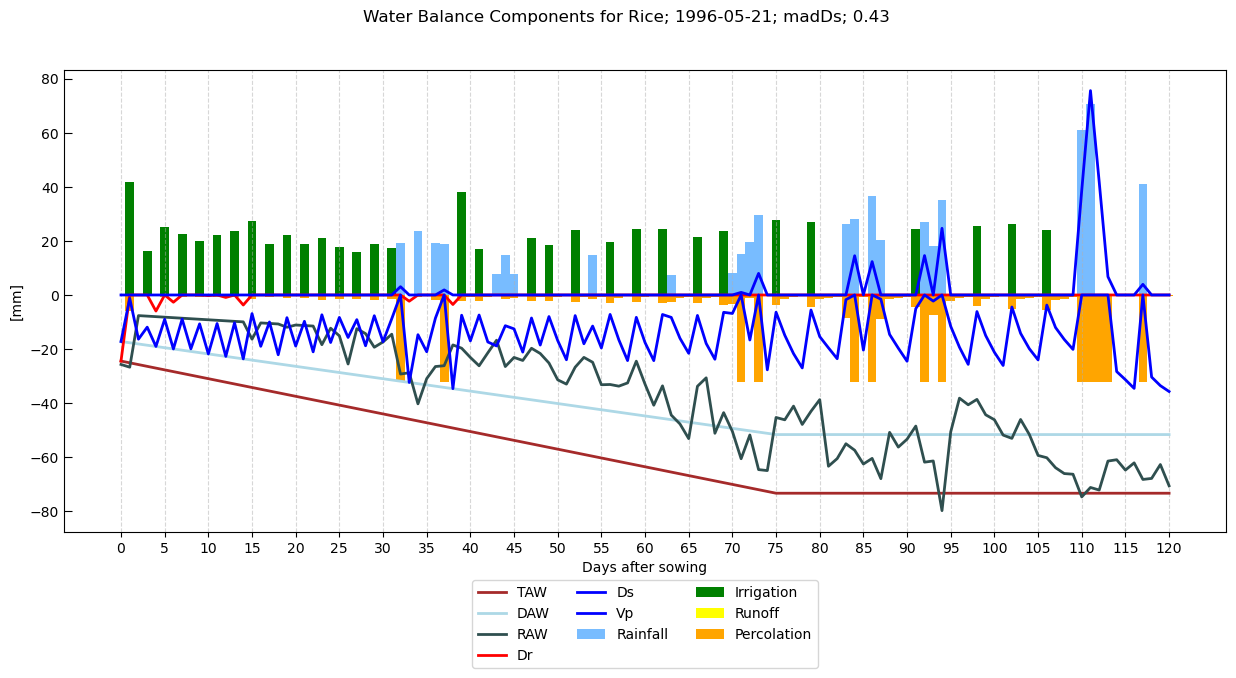 Water Balance Components for Rice; 1996-05-21; madDs; 0.43
80
60
40
20
0
−20
−40
−60
−80
[mm]
0 5 10 15 20 25 30 35 40 45 50 55 60 65 70 75 80 85 90 95 100 105 110 115 120
Days after sowing
TAW Ds Irrigation
DAW Vp Runoff
RAW Rainfall Percolation
Dr